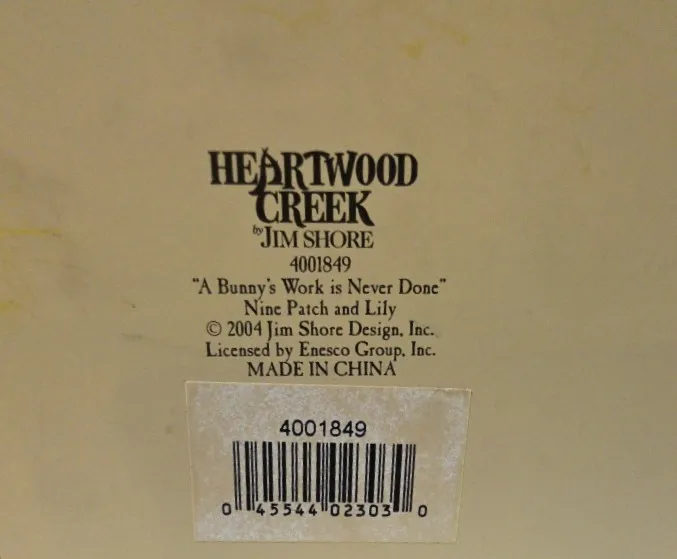 HEARTWOOD
CREEK
by JIM SHORE
4001849
"A Bunny's Work is Never Done"
Nine Patch and Lily
© 2004 Jim Shore Design, Inc.
Licensed by Enesco Group, Inc.
MADE IN CHINA
4001849
0 45544 02303 0